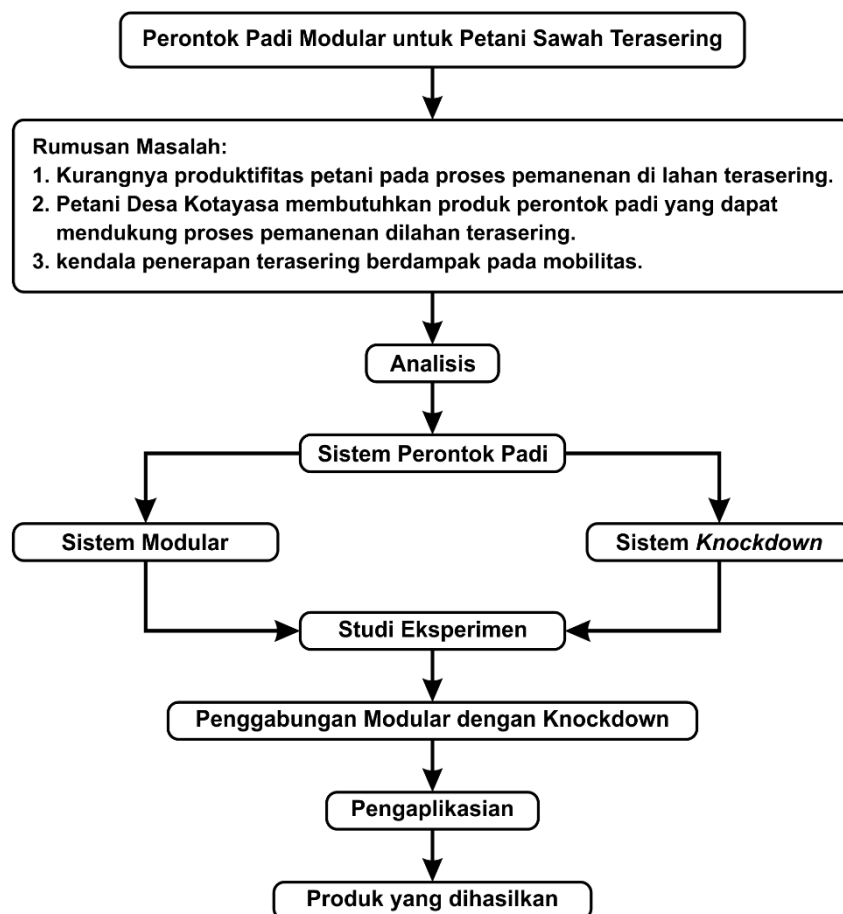 Perontok Padi Modular untuk Petani Sawah Terasering
Rumusan Masalah:
1. Kurangnya produktifitas petani pada proses pemanenan di lahan terasering.
2. Petani Desa Kotayasa membutuhkan produk perontok padi yang dapat
mendukung proses pemanenan dilahan terasering.
3. kendala penerapan terasering berdampak pada mobilitas.
Analisis
Sistem Perontok Padi
Sistem Modular
Sistem Knockdown
Studi Eksperimen
Penggabungan Modular dengan Knockdown
Pengaplikasian
Produk yang dihasilkan